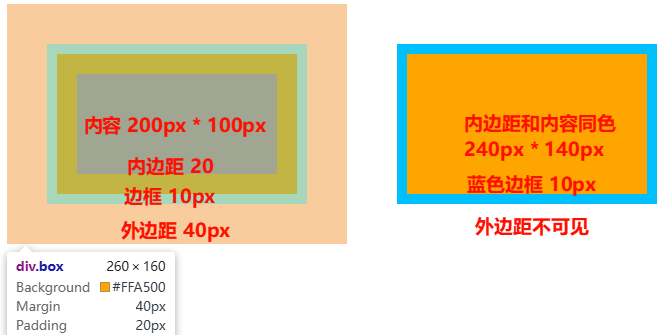 内容 200px * 100px
内边距 20
边框 10px
外边距 40px
内边距和内容同色
240px * 140px
蓝色边框 10px
外边距不可见
div.box 260 × 160
Background #FFA500
Margin 40px
Padding 20px